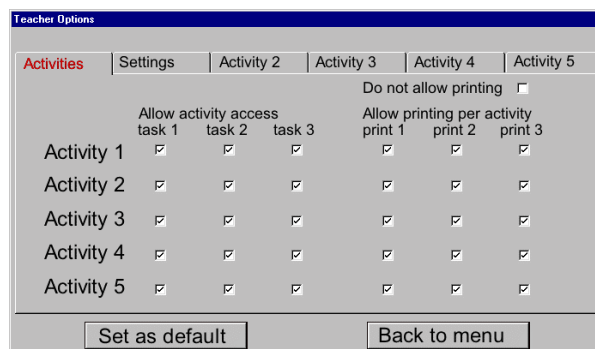 Teacher Options
Activities Settings Activity 2 Activity 3 Activity 4 Activity 5
Do not allow printing
Allow activity access Allow printing per activity
task 1 task 2 task 3 print 1 print 2 print 3
Activity 1
Activity 2
Activity 3
Activity 4
Activity 5
Set as default Back to menu